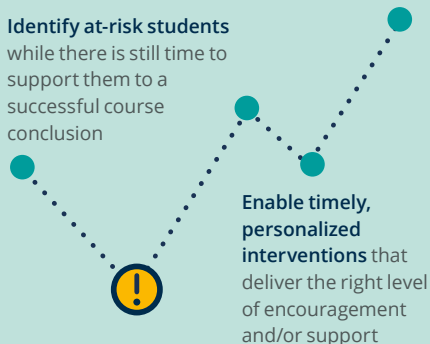 Identify at-risk students
while there is still time to
support them to a
successful course
conclusion
!
Enable timely,
personalized
interventions that
deliver the right level
of encouragement
and/or support